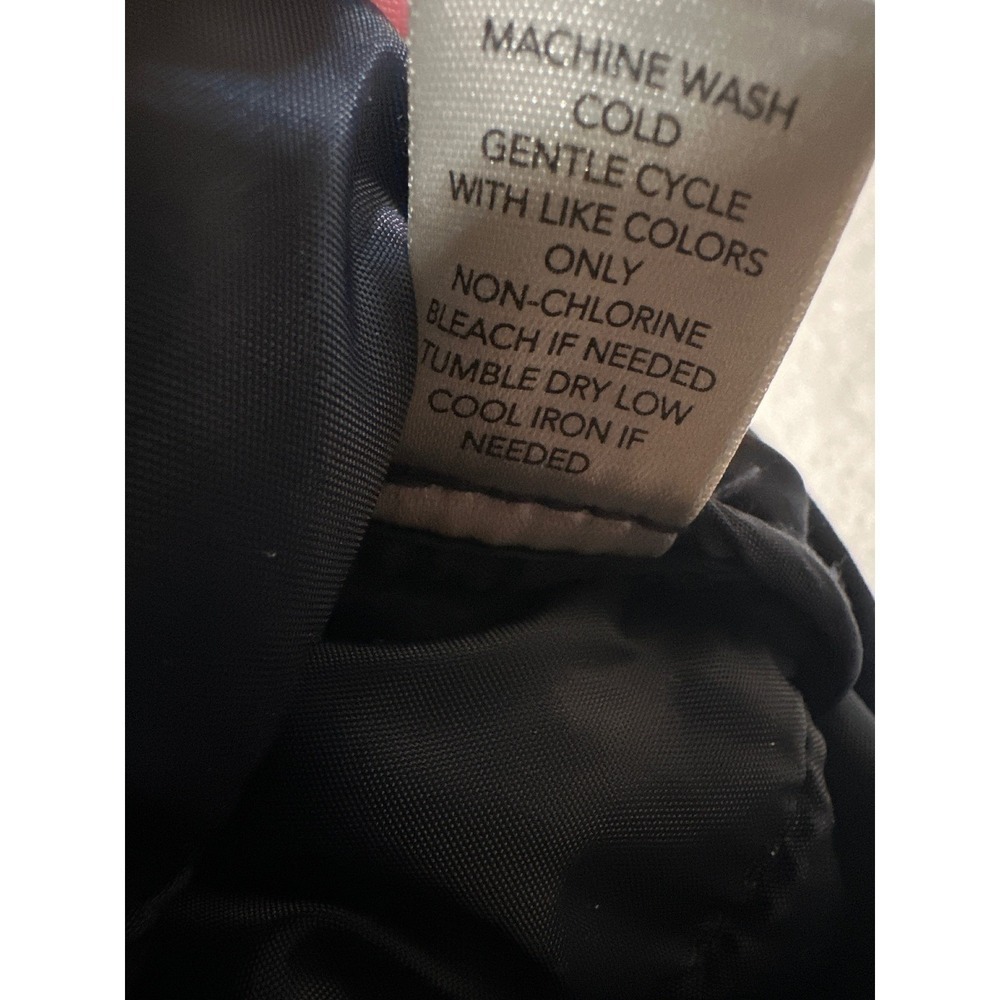 MACHINE WASH
COLD
GENTLE CYCLE
WITH LIKE COLORS
ONLY
NON-CHLORINE
BLEACH IF NEEDED
TUMBLE DRY LOW
COOL IRON IF
NEEDED